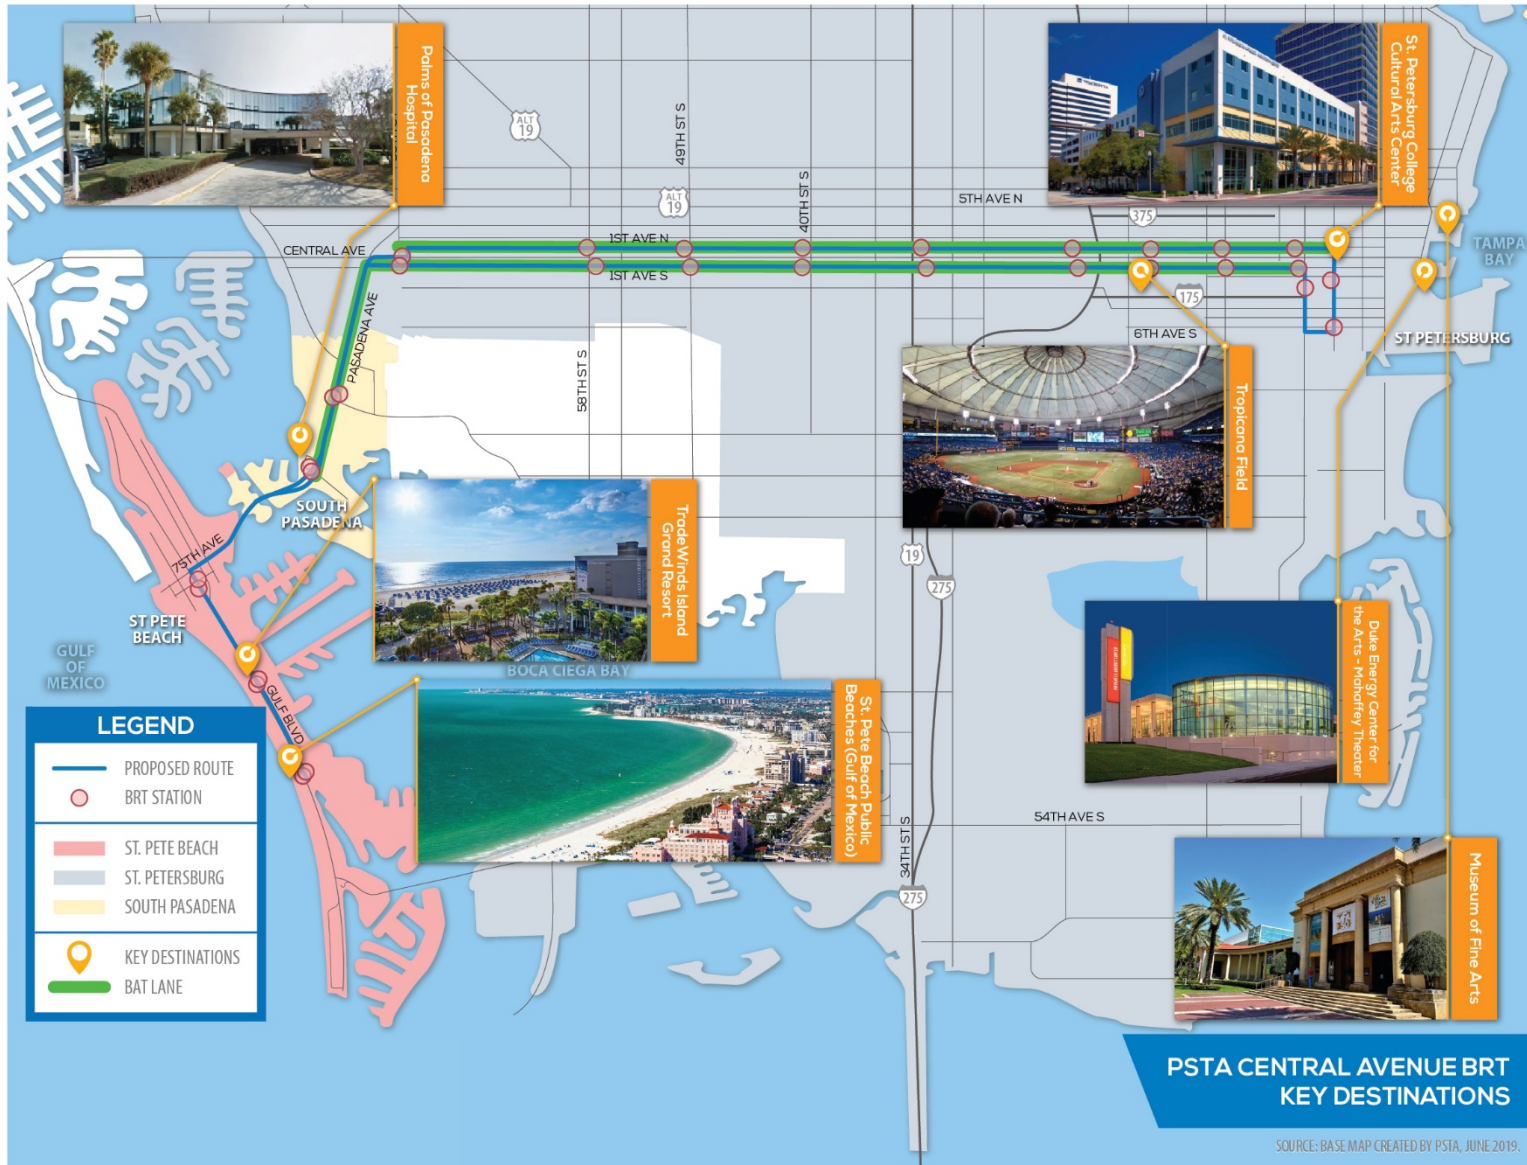 Palms of Pasadena
Hospital
St. Petersburg College
Cultural Arts Center
ALT
19
49TH ST S
ALT
19
40TH ST S
5TH AVE N
375
TAMPA
BAY
CENTRAL AVE
1ST AVE N
1ST AVE S
175
6TH AVE S
ST PETERSBURG
PASADENA AVE
58TH ST S
Tropicana Field
SOUTH
PASADENA
75TH AVE
TradeWinds Island
Grand Resort
19
275
ST PETE
BEACH
GULF
OF
MEXICO
BOCA CIEGA BAY
GULF BLVD
Duke Energy Center for
the Arts - Mahaffey Theater
St. Pete Beach Public
Beaches (Gulf of Mexico)
34TH ST S
54TH AVE S
275
Museum of Fine Arts
LEGEND
PROPOSED ROUTE
BRT STATION
ST. PETE BEACH
ST. PETERSBURG
SOUTH PASADENA
KEY DESTINATIONS
BAT LANE
PSTA CENTRAL AVENUE BRT
KEY DESTINATIONS
SOURCE: BASE MAP CREATED BY PSTA, JUNE 2019.